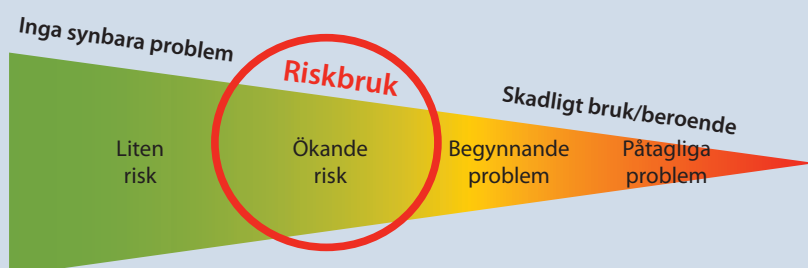 Inga synbara problem
Riskbruk
Skadligt bruk/beroende
Liten
risk
Ökande
risk
Begynnande
problem
Påtagliga
problem